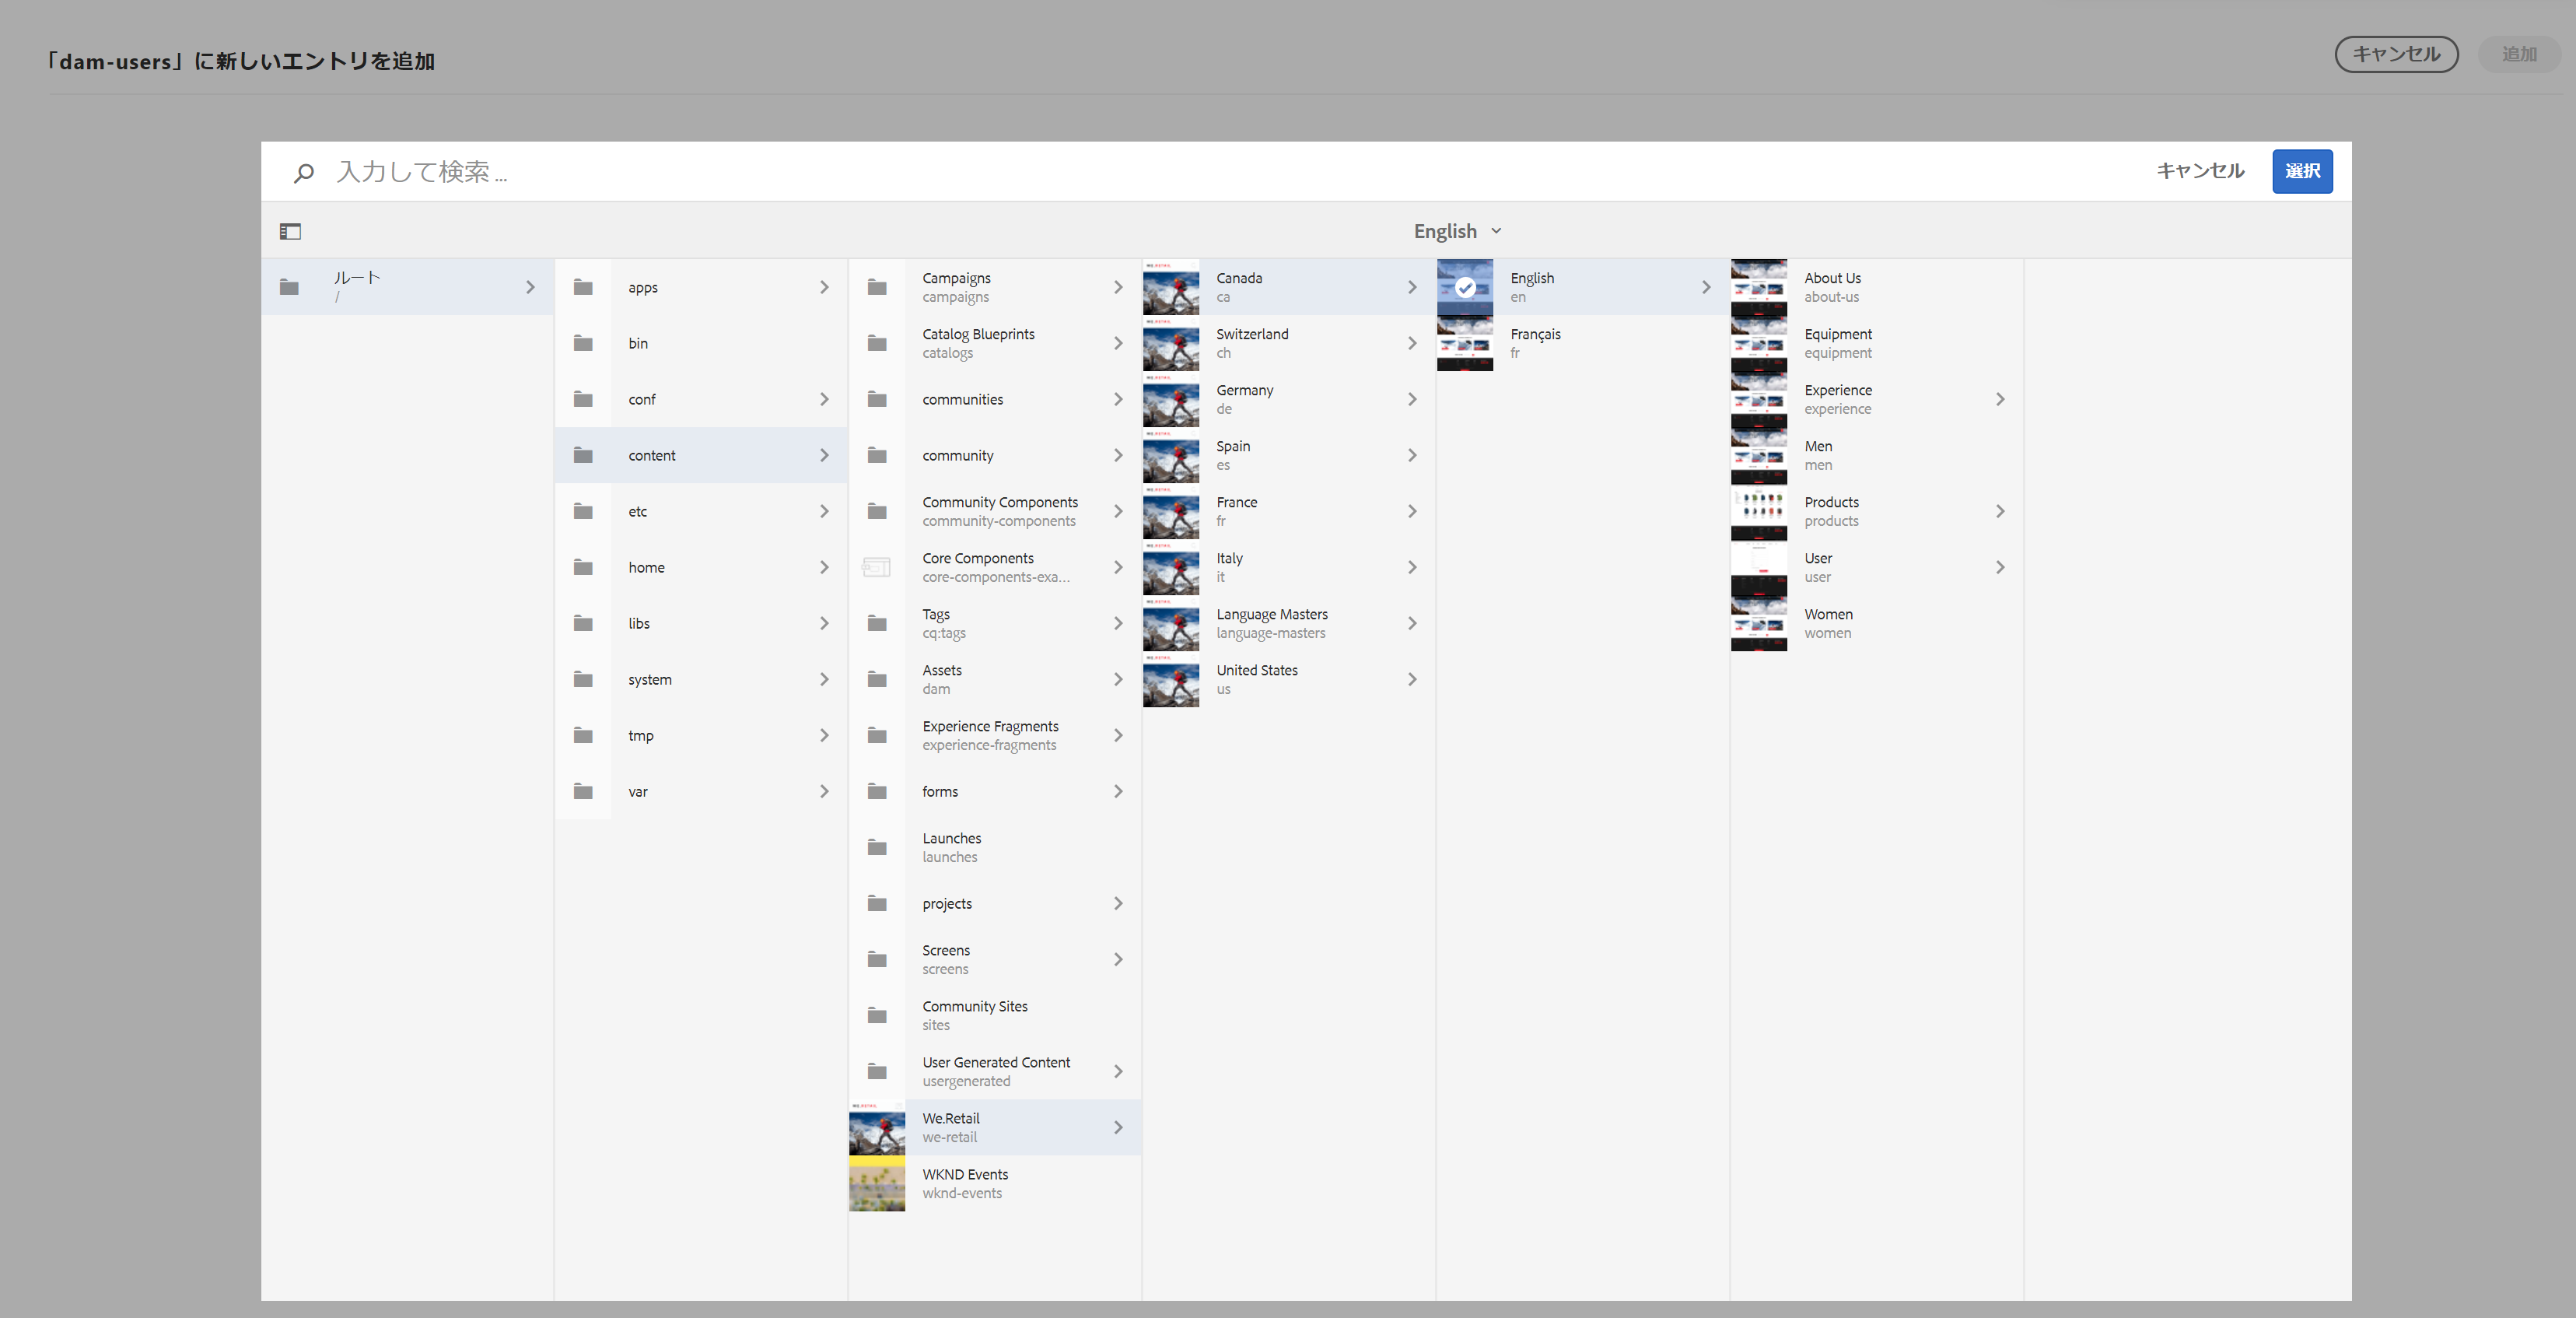 「dam-users」に新しいエントリを追加
キャンセル
追加
入力して検索 ...
キャンセル
選択
English
ルート
/
apps
bin
conf
content
etc
home
libs
system
tmp
var
Campaigns
campaigns
Catalog Blueprints
catalogs
communities
community
Community Components
community-components
Core Components
core-components-exa...
Tags
cq:tags
Assets
dam
Experience Fragments
experience-fragments
forms
Launches
launches
projects
Screens
screens
Community Sites
sites
User Generated Content
usergenerated
We.Retail
we-retail
WKND Events
wknd-events
Canada
ca
Switzerland
ch
Germany
de
Spain
es
France
fr
Italy
it
Language Masters
language-masters
United States
us
English
en
Français
fr
About Us
about-us
Equipment
equipment
Experience
experience
Men
men
Products
products
User
user
Women
women